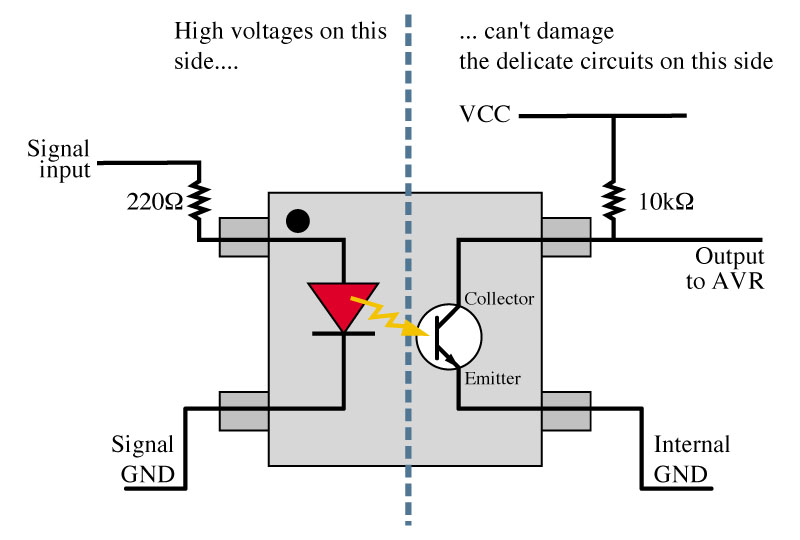 High voltages on this
side....
... can't damage
the delicate circuits on this side
VCC
Signal
input
220Ω
10kΩ
Output
to AVR
Collector
Emitter
Signal
GND
Internal
GND